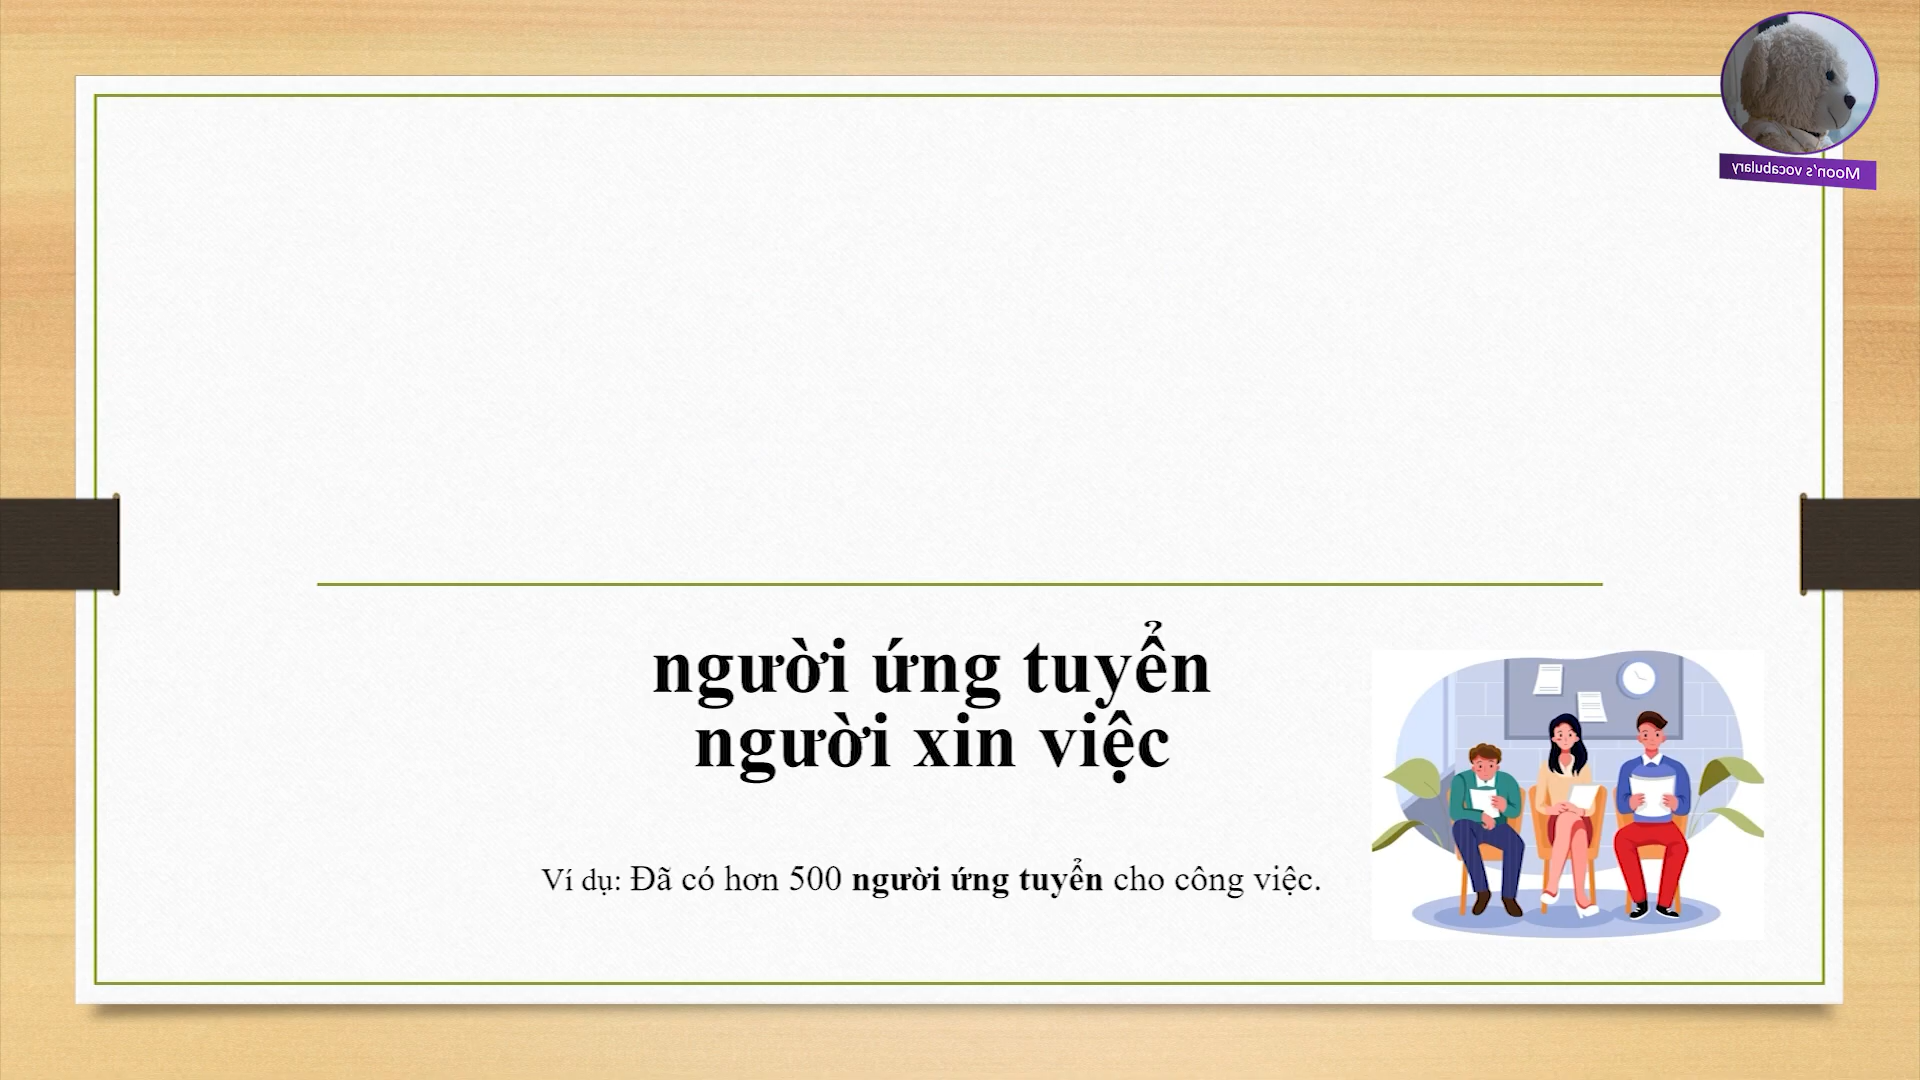 Moon's vocabulary
người ứng tuyển
người xin việc
Ví dụ: Đã có hơn 500 người ứng tuyển cho công việc.